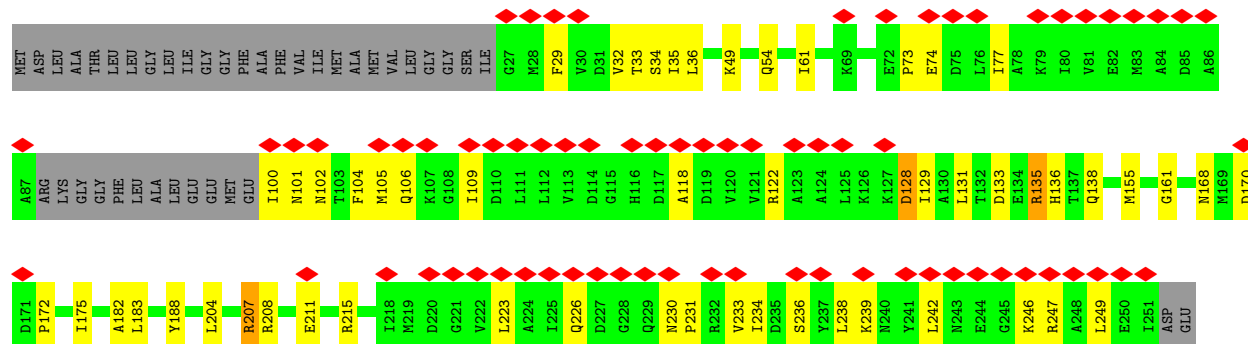 MET ASP LEU ALA THR LEU LEU GLY LEU ILE GLY GLY PHE ALA PHE VAL ILE MET ALA MET VAL LEU GLY GLY SER ILE G27 M28 F29 V30 D31 V32 T33 S34 I35 L36 K49 Q54 I61 K69 E72 P73 E74 D75 L76 I77 A78 K79 I80 V81 E82 M83 A84 D85 A86
A87 ARG LYS GLY GLY PHE LEU ALA LEU GLU GLU MET GLU I100 N101 N102 T103 F104 M105 Q106 K107 G108 I109 D110 L111 L112 V113 D114 G115 H116 D117 A118 D119 V120 V121 R122 A123 A124 L125 K126 K127 D128 I129 A130 L131 T132 D133 E134 R135 H136 T137 Q138 M155 G161 N168 M169 D170
D171 P172 I175 A182 L183 Y188 L204 R207 R208 E211 R215 I218 M219 D220 G221 V222 L223 A224 I225 Q226 D227 G228 Q229 N230 P231 R232 V233 I234 D235 S236 Y237 L238 K239 N240 Y241 L242 N243 E244 G245 K246 R247 A248 L249 E250 I251 ASP GLU